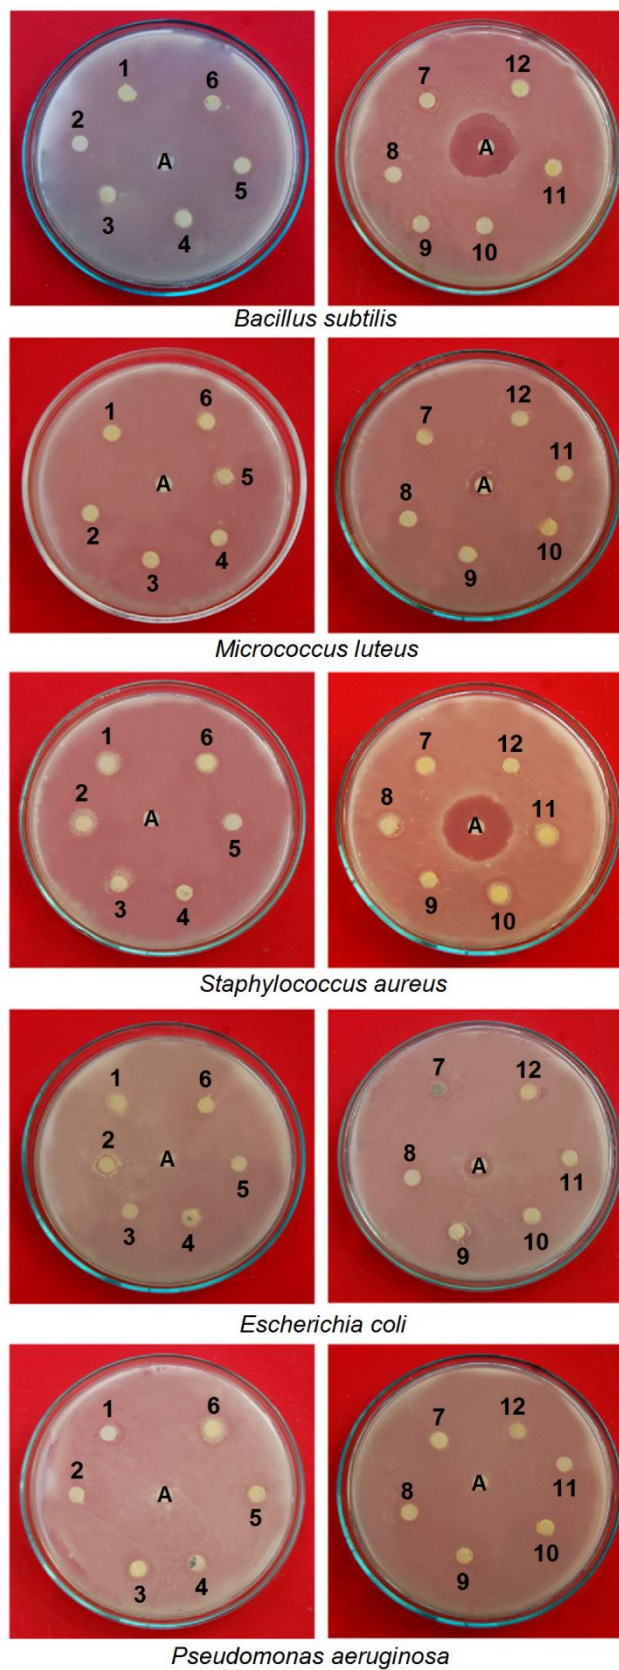 1 6
2 A
5
3 4
7 12
A
8 11
9 10
Bacillus subtilis
1 6
A 5
2 4
3
7 12
11
8 A
10
9
Micrococcus luteus
1 6
2 A
5
3 4
7 12
8 A 11
9 10
Staphylococcus aureus
1 6
2 A
5
3 4
7 12
8 A 11
9 10
Escherichia coli
1 6
2 A
5
3 4
7 12
A 11
8 10
9
Pseudomonas aeruginosa